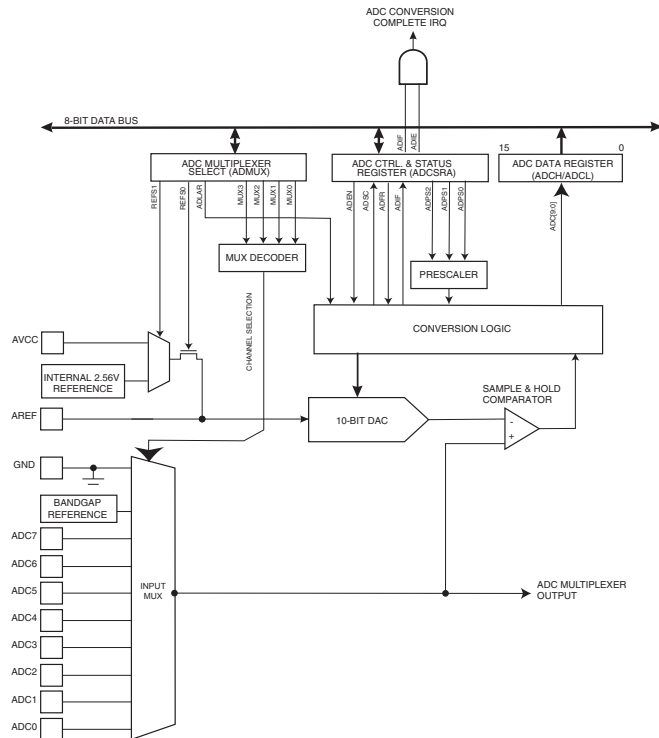 ADC CONVERSION
COMPLETE IRQ
8-BIT DATA BUS
ADIF
ADIE
15
0
ADC MULTIPLEXER
SELECT (ADMUX)
ADC CTRL. & STATUS
REGISTER (ADCSRA)
ADC DATA REGISTER
(ADCH/ADCL)
REFS1
REFS0
ADLAR
MUX3
MUX2
MUX1
MUX0
ADEN
ADSC
ADFR
ADIF
ADPS2
ADPS1
ADPS0
ADC[9:0]
MUX DECODER
PRESCALER
CHANNEL SELECTION
CONVERSION LOGIC
AVCC
INTERNAL 2.56V
REFERENCE
SAMPLE & HOLD
COMPARATOR
AREF
10-BIT DAC
-
+
GND
BANDGAP
REFERENCE
ADC7
ADC6
ADC5
INPUT
MUX
ADC MULTIPLEXER
OUTPUT
ADC4
ADC3
ADC2
ADC1
ADC0